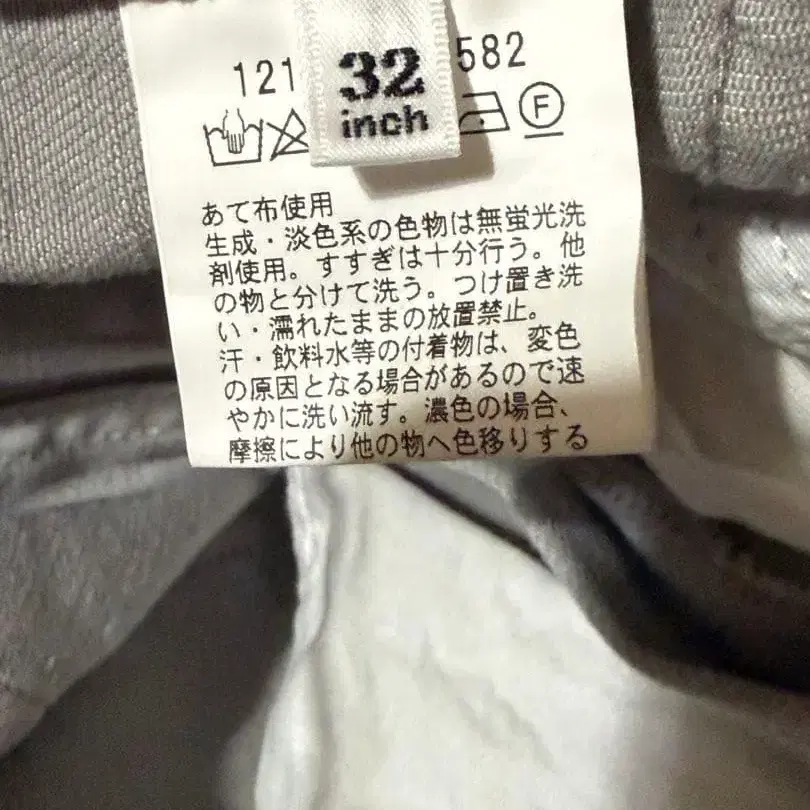 121
32
inch
582
F
あて布使用
生成・淡色系の色物は無蛍光洗
剤使用。すすぎは十分行う。他
の物と分けて洗う。つけ置き洗
い・濡れたままの放置禁止。
汗・飲料水等の付着物は、変色
の原因となる場合があるので速
やかに洗い流す。濃色の場合、
摩擦により他の物へ色移りする